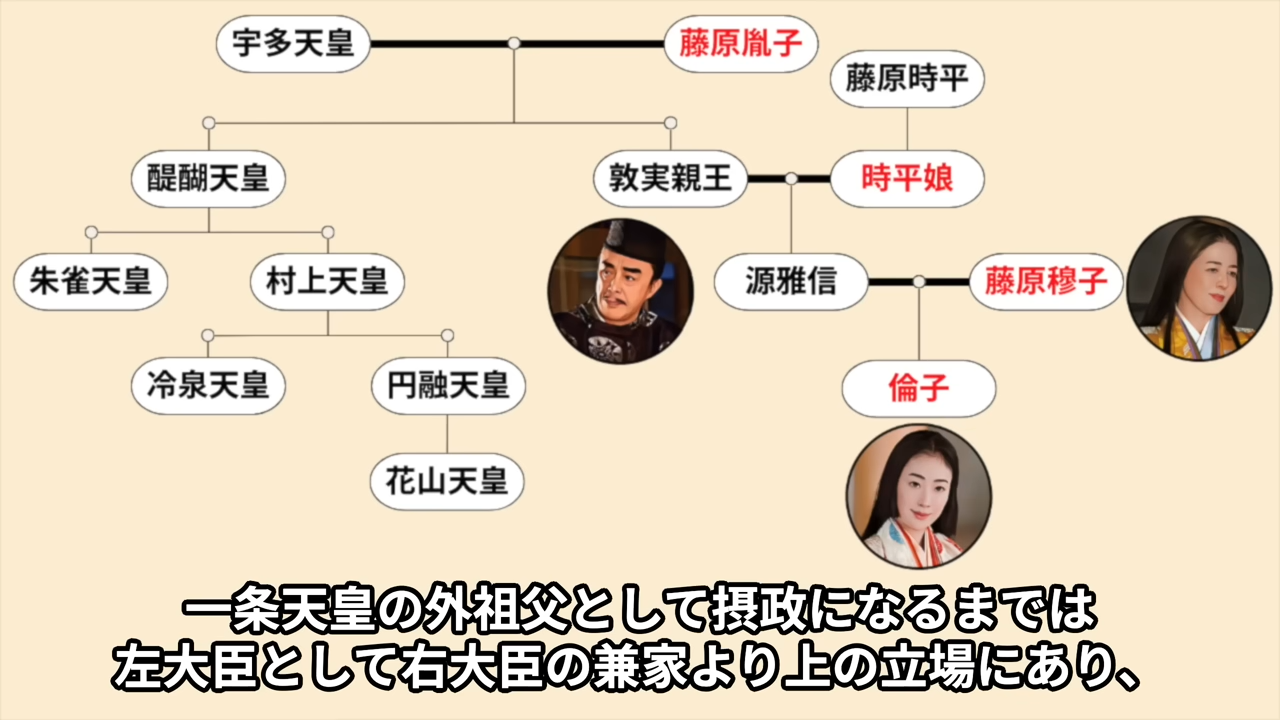 宇多天皇
藤原胤子
藤原時平
醍醐天皇
敦実親王
時平娘
朱雀天皇
村上天皇
源雅信
藤原穆子
冷泉天皇
円融天皇
倫子
花山天皇
一条天皇の外祖父として摂政になるまでは
左大臣として右大臣の兼家より上の立場にあり、